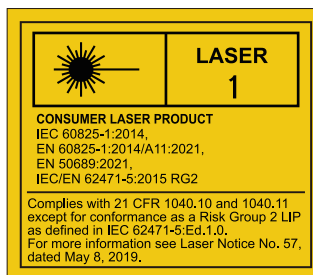 LASER
1
CONSUMER LASER PRODUCT
IEC 60825-1:2014,
EN 60825-1:2014/A11:2021,
EN 50689:2021,
IEC/EN 62471-5:2015 RG2
Complies with 21 CFR 1040.10 and 1040.11
except for conformance as a Risk Group 2 LIP
as defined in IEC 62471-5:Ed.1.0.
For more information see Laser Notice No. 57,
dated May 8, 2019.